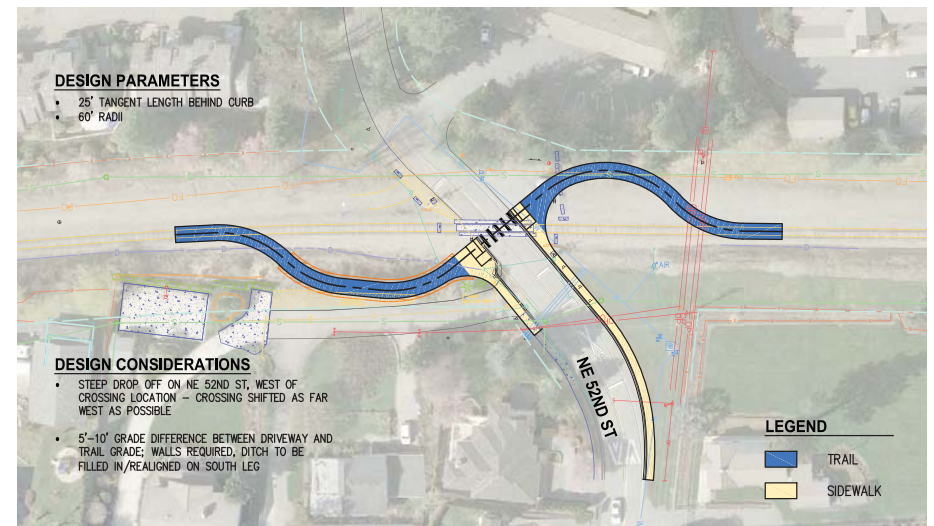 DESIGN PARAMETERS
• 25' TANGENT LENGTH BEHIND CURB
• 60' RADII
DESIGN CONSIDERATIONS
• STEEP DROP OFF ON NE 52ND ST, WEST OF
CROSSING LOCATION – CROSSING SHIFTED AS FAR
WEST AS POSSIBLE
• 5'–10' GRADE DIFFERENCE BETWEEN DRIVEWAY AND
TRAIL GRADE; WALLS REQUIRED, DITCH TO BE
FILLED IN/REALIGNED ON SOUTH LEG
NE 52ND ST
LEGEND
TRAIL
SIDEWALK